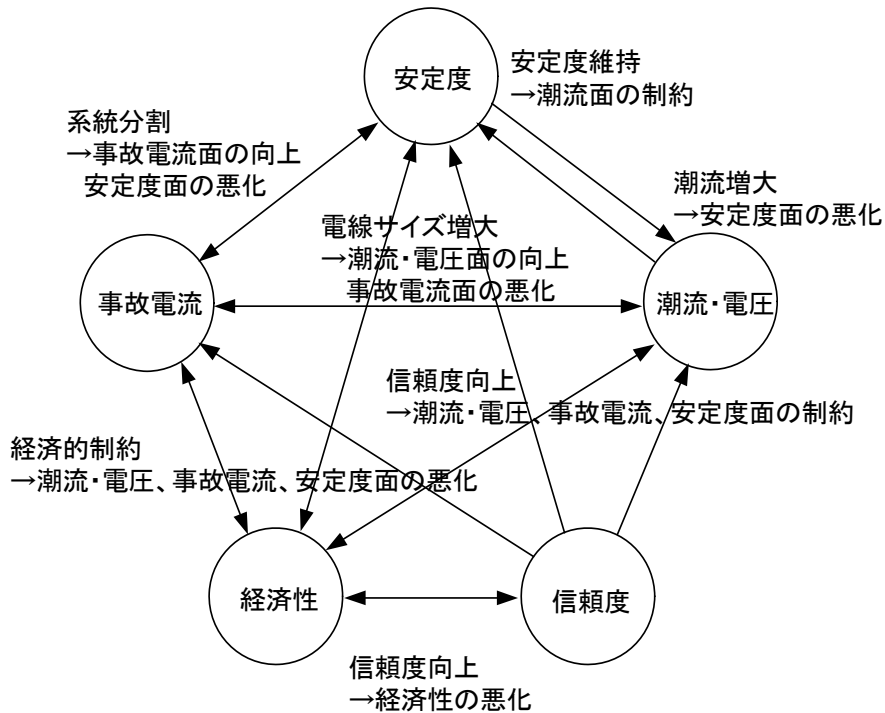 安定度
安定度維持
→潮流面の制約
系統分割
→事故電流面の向上
安定度面の悪化
潮流増大
→安定度面の悪化
電線サイズ増大
→潮流・電圧面の向上
事故電流面の悪化
事故電流
潮流・電圧
信頼度向上
→潮流・電圧、事故電流、安定度面の制約
経済的制約
→潮流・電圧、事故電流、安定度面の悪化
経済性
信頼度
信頼度向上
→経済性の悪化